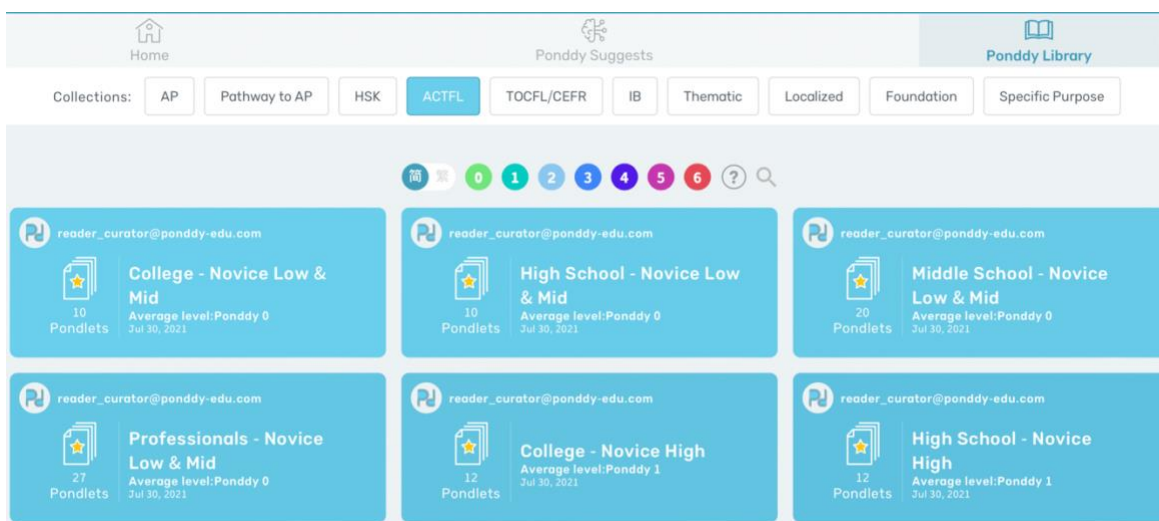 Home
Ponddy Suggests
Ponddy Library
Collections: AP Pathway to AP HSK ACTFL TOCFL/CEFR IB Thematic Localized Foundation Specific Purpose
简 繁 0 1 2 3 4 5 6 ?
reader_curator@ponddy-edu.com
College - Novice Low &
Mid
Average level:Ponddy 0
Jul 30, 2021
10
Pondlets
reader_curator@ponddy-edu.com
High School - Novice Low
& Mid
Average level:Ponddy 0
Jul 30, 2021
10
Pondlets
reader_curator@ponddy-edu.com
Middle School - Novice
Low & Mid
Average level:Ponddy 0
Jul 30, 2021
20
Pondlets
reader_curator@ponddy-edu.com
Professionals - Novice
Low & Mid
Average level:Ponddy 0
Jul 30, 2021
27
Pondlets
reader_curator@ponddy-edu.com
College - Novice High
Average level:Ponddy 1
Jul 30, 2021
12
Pondlets
reader_curator@ponddy-edu.com
High School - Novice
High
Average level:Ponddy 1
Jul 30, 2021
12
Pondlets